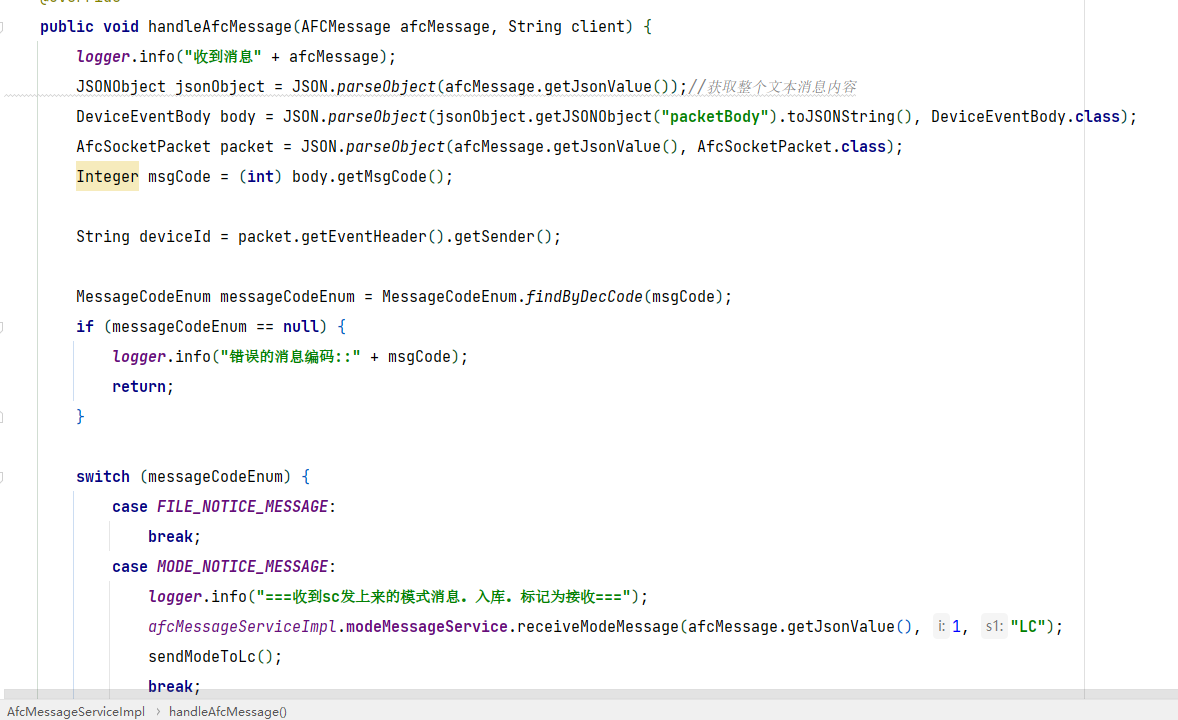 @Override
public void handleAfcMessage(AFCMessage afcMessage, String client) {
logger.info("收到消息" + afcMessage);
JSONObject jsonObject = JSON.parseObject(afcMessage.getJsonValue());//获取整个文本消息内容
DeviceEventBody body = JSON.parseObject(jsonObject.getJSONObject("packetBody").toJSONString(), DeviceEventBody.class);
AfcSocketPacket packet = JSON.parseObject(afcMessage.getJsonValue(), AfcSocketPacket.class);
Integer msgCode = (int) body.getMsgCode();
String deviceId = packet.getEventHeader().getSender();
MessageCodeEnum messageCodeEnum = MessageCodeEnum.findByDecCode(msgCode);
if (messageCodeEnum == null) {
logger.info("错误的消息编码::" + msgCode);
return;
}
switch (messageCodeEnum) {
case FILE_NOTICE_MESSAGE:
break;
case MODE_NOTICE_MESSAGE:
logger.info("===收到sc发上来的模式消息。入库。标记为接收===");
afcMessageServiceImpl.modeMessageService.receiveModeMessage(afcMessage.getJsonValue(), i: 1, s1: "LC");
sendModeToLc();
break;
AfcMessageServiceImpl › handleAfcMessage()